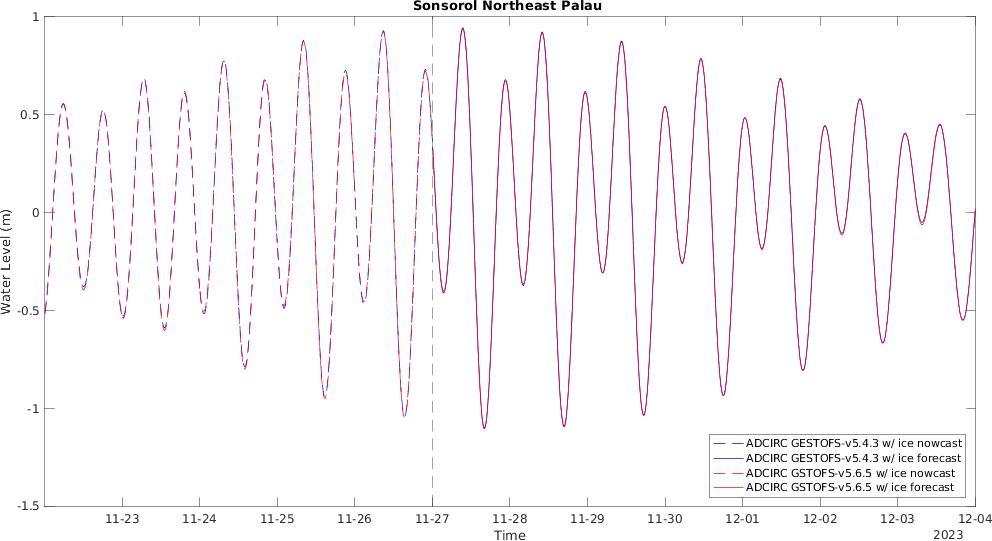 Sonsorol Northeast Palau
Water Level (m)
1
0.5
0
-0.5
-1
-1.5
ADCIRC GESTOFS-v5.4.3 w/ ice nowcast
ADCIRC GESTOFS-v5.4.3 w/ ice forecast
ADCIRC GSTOFS-v5.6.5 w/ ice nowcast
ADCIRC GSTOFS-v5.6.5 w/ ice forecast
11-23 11-24 11-25 11-26 11-27 11-28 11-29 11-30 12-01 12-02 12-03 12-04
Time
2023